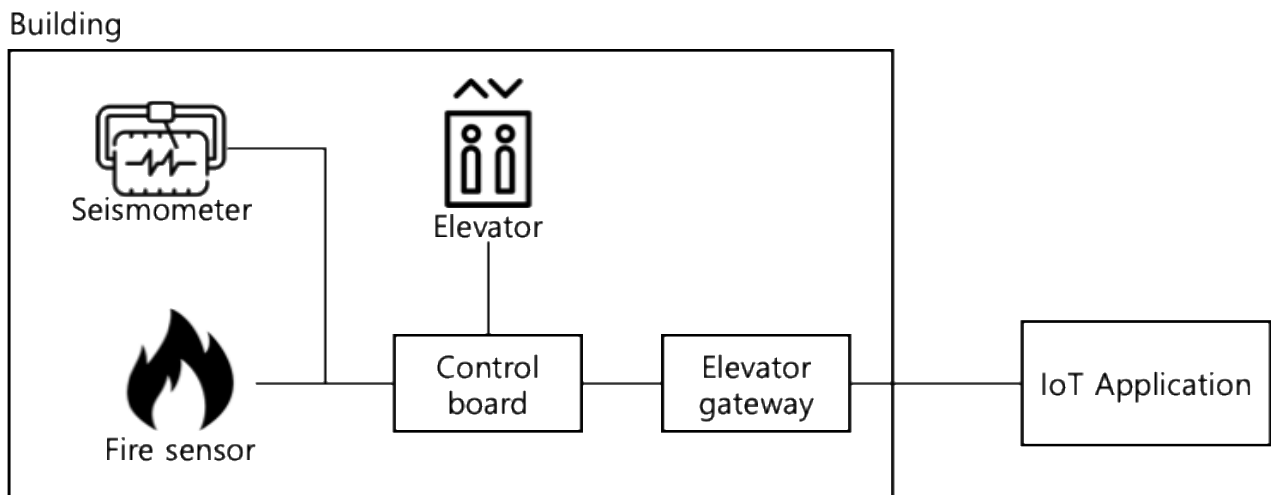 Building
Seismometer
Elevator
Fire sensor
Control
board
Elevator
gateway
IoT Application